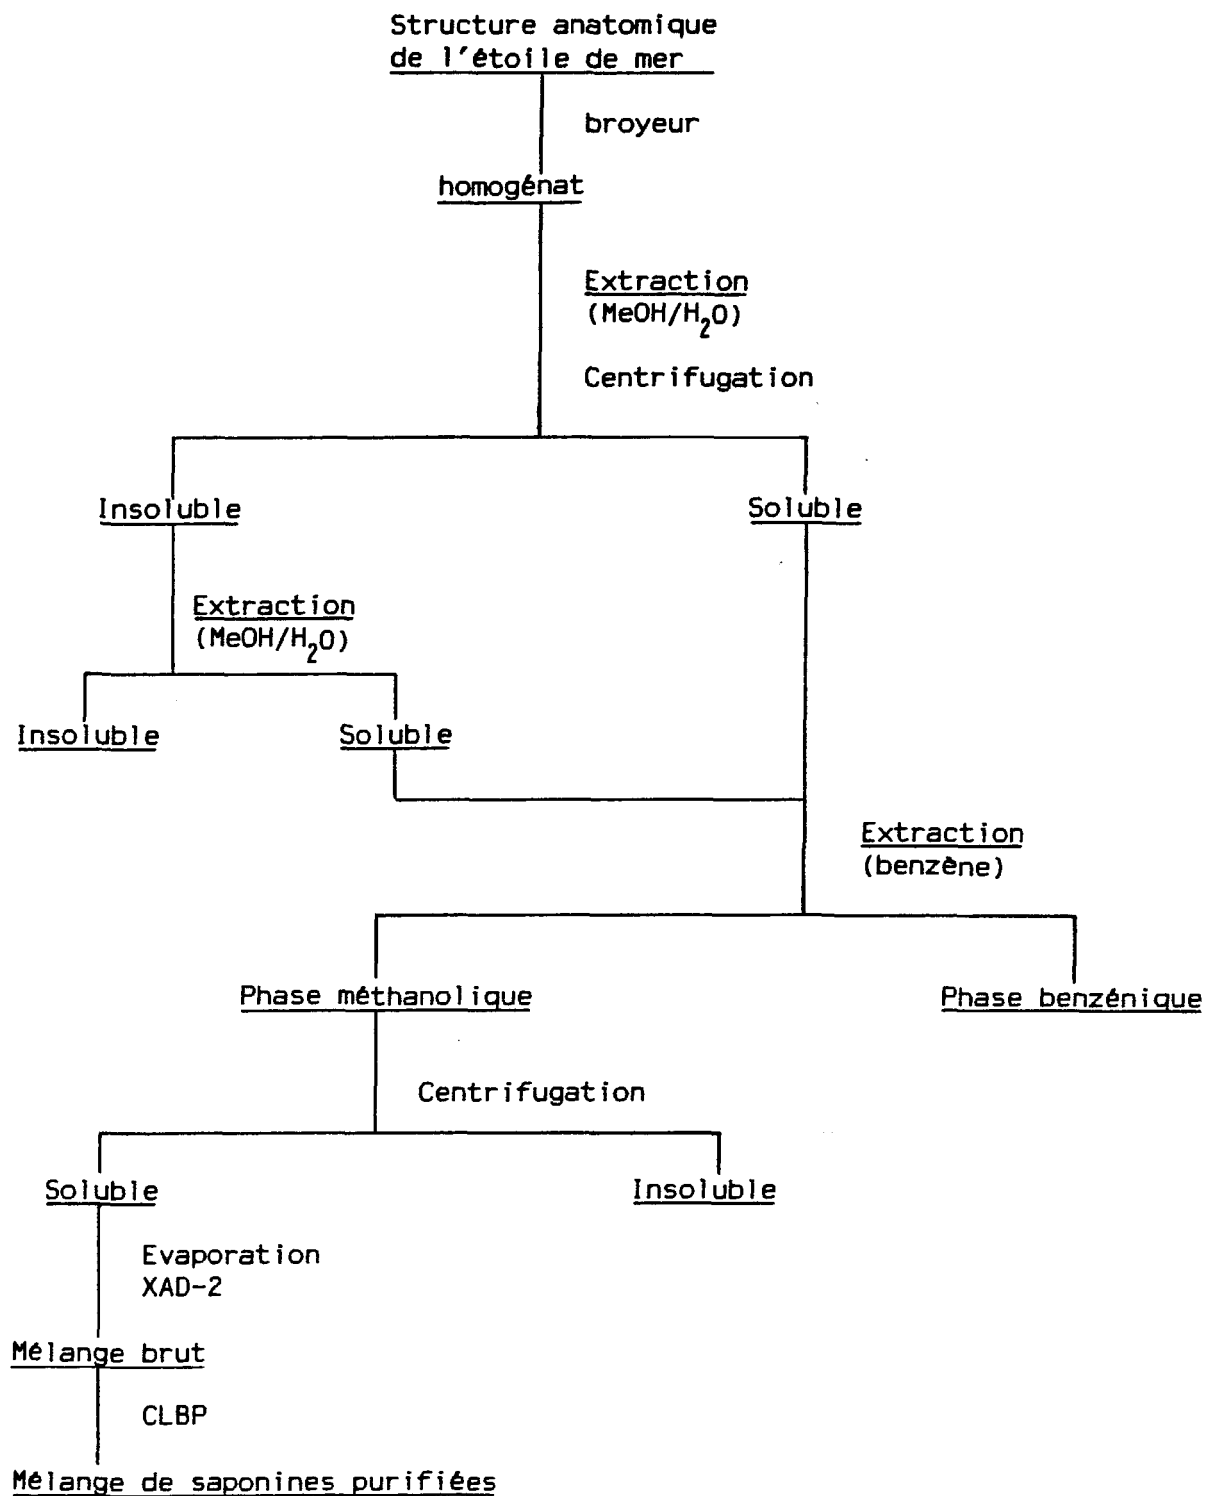 Structure anatomique
de l'étoile de mer
broyeur
homogénat
Extraction
(MeOH/H₂O)
Centrifugation
Insoluble
Soluble
Extraction
(MeOH/H₂O)
Insoluble
Soluble
Extraction
(benzène)
Phase méthanolique
Phase benzénique
Centrifugation
Soluble
Insoluble
Evaporation
XAD-2
Mélange brut
CLBP
Mélange de saponines purifiées